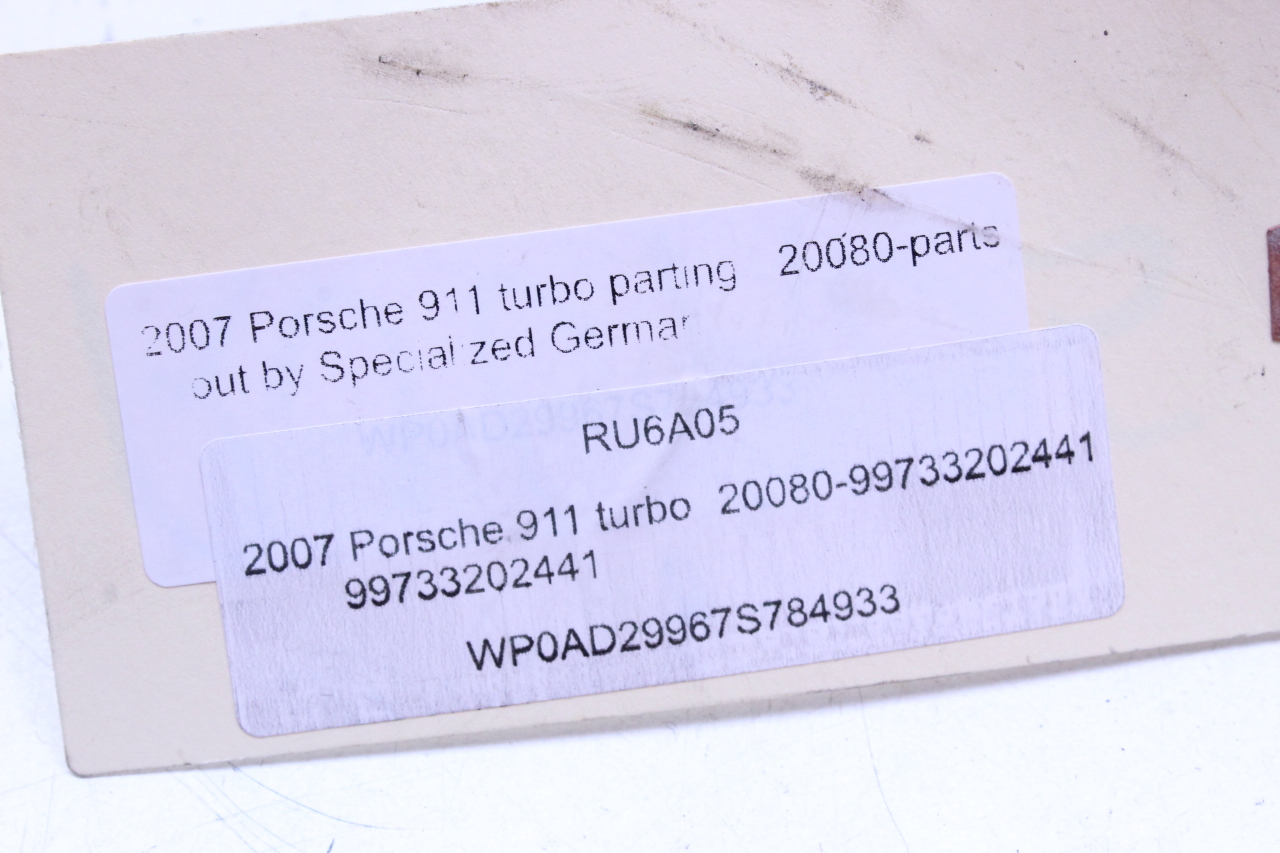 2007 Porsche 911 turbo parting 20080-parts
out by Specialized German
WP0AD29967S784933
RU6A05
2007 Porsche 911 turbo 20080-99733202441
99733202441
WP0AD29967S784933